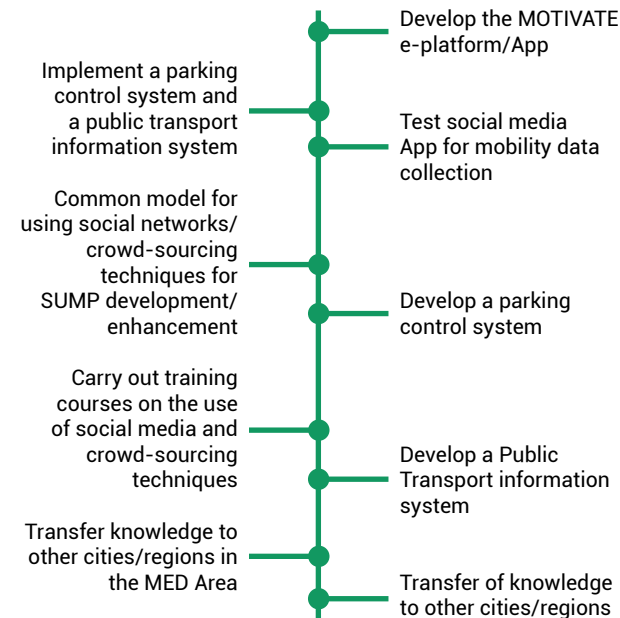 Develop the MOTIVATE
e-platform/App
Implement a parking
control system and
a public transport
information system
Test social media
App for mobility data
collection
Common model for
using social networks/
crowd-sourcing
techniques for
SUMP development/
enhancement
Develop a parking
control system
Carry out training
courses on the use
of social media and
crowd-sourcing
techniques
Develop a Public
Transport information
system
Transfer knowledge to
other cities/regions in
the MED Area
Transfer of knowledge
to other cities/regions